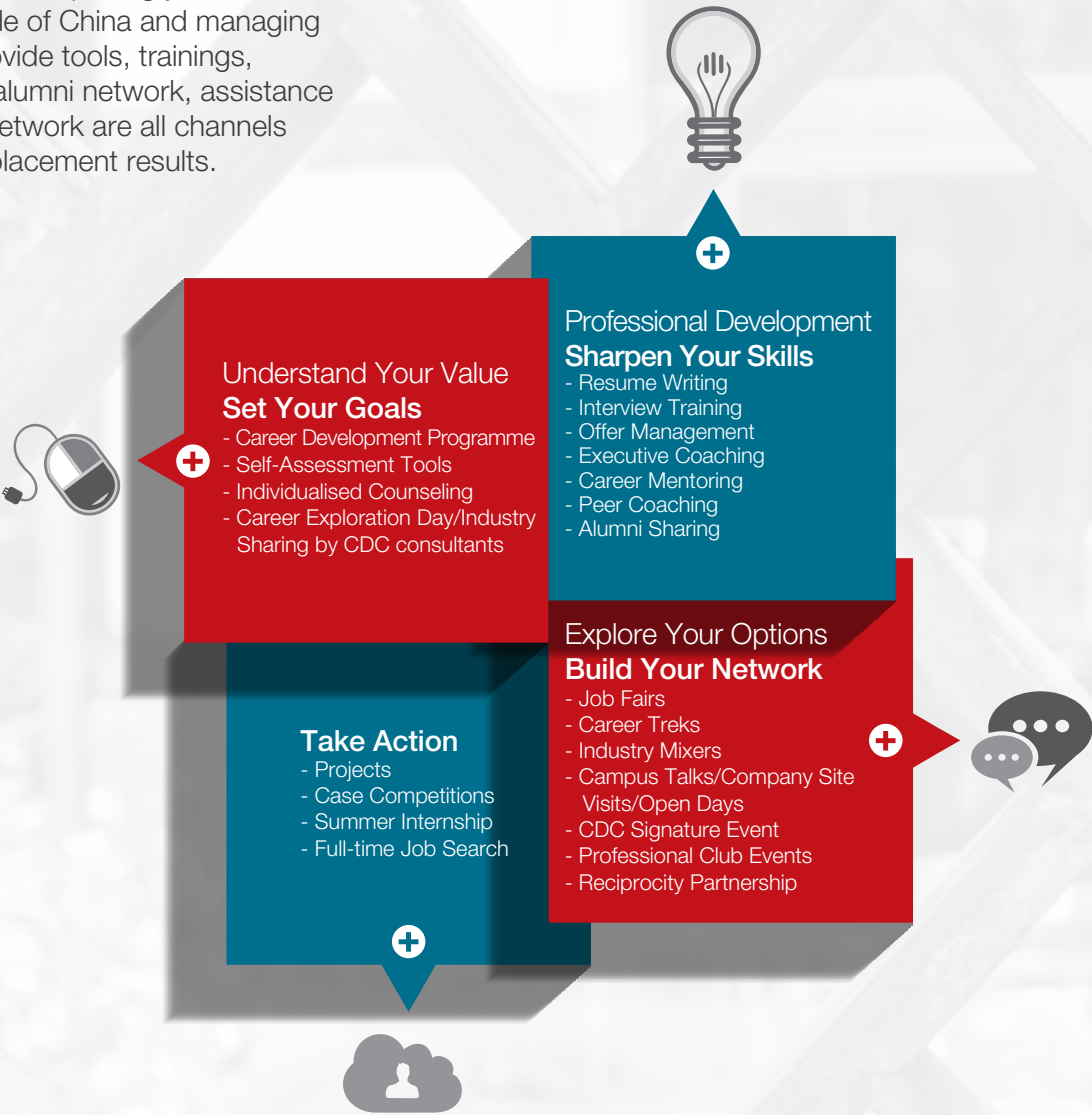 de of China and managing
ovide tools, trainings,
alumni network, assistance
etwork are all channels
placement results.
Understand Your Value
Set Your Goals
- Career Development Programme
- Self-Assessment Tools
- Individualised Counseling
- Career Exploration Day/Industry
Sharing by CDC consultants
Professional Development
Sharpen Your Skills
- Resume Writing
- Interview Training
- Offer Management
- Executive Coaching
- Career Mentoring
- Peer Coaching
- Alumni Sharing
Take Action
- Projects
- Case Competitions
- Summer Internship
- Full-time Job Search
Explore Your Options
Build Your Network
- Job Fairs
- Career Treks
- Industry Mixers
- Campus Talks/Company Site
Visits/Open Days
- CDC Signature Event
- Professional Club Events
- Reciprocity Partnership